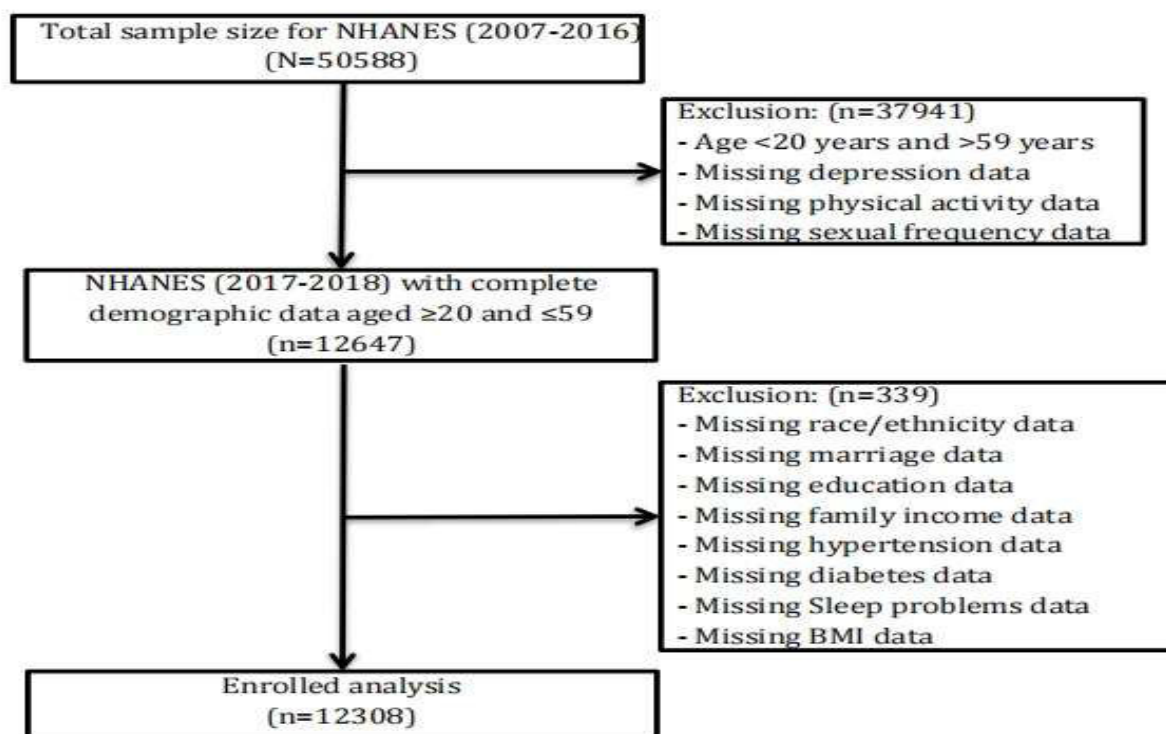 Total sample size for NHANES (2007-2016)
(N=50588)
Exclusion: (n=37941)
- Age <20 years and >59 years
- Missing depression data
- Missing physical activity data
- Missing sexual frequency data
NHANES (2017-2018) with complete
demographic data aged ≥20 and ≤59
(n=12647)
Exclusion: (n=339)
- Missing race/ethnicity data
- Missing marriage data
- Missing education data
- Missing family income data
- Missing hypertension data
- Missing diabetes data
- Missing Sleep problems data
- Missing BMI data
Enrolled analysis
(n=12308)